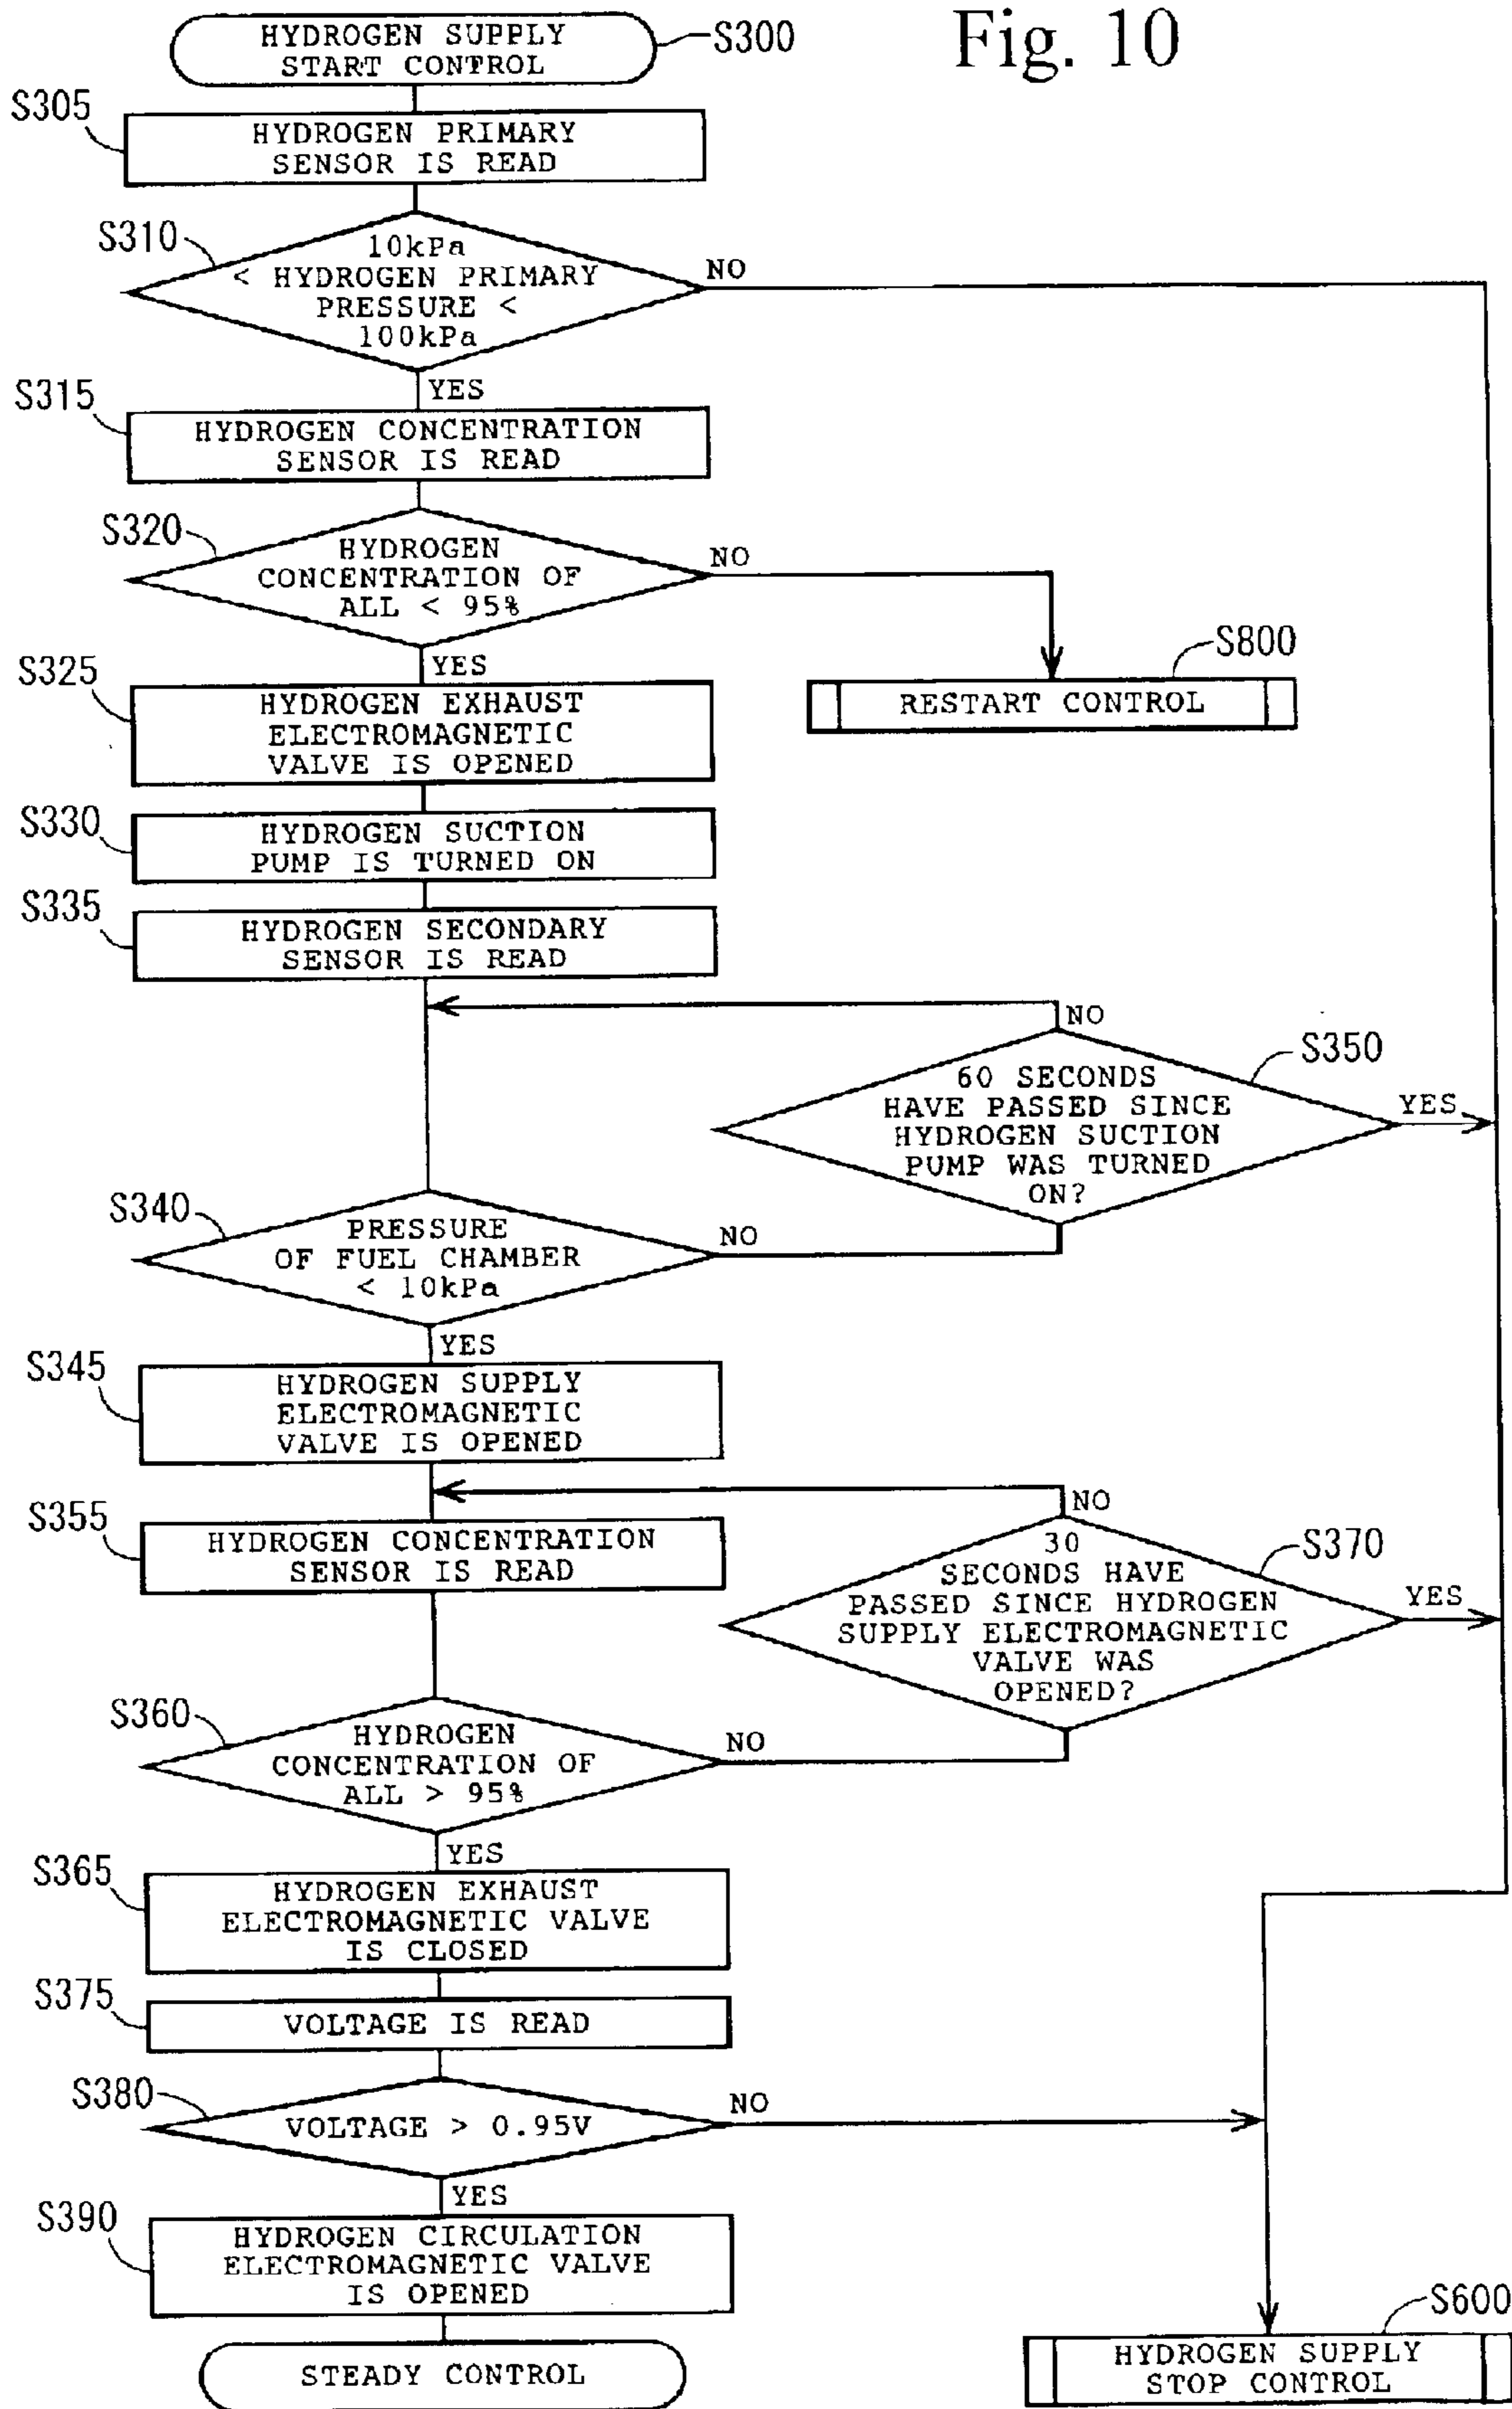 Fig. 10
HYDROGEN SUPPLY
START CONTROL
S300
S305
HYDROGEN PRIMARY
SENSOR IS READ
S310
10kPa
< HYDROGEN PRIMARY
PRESSURE <
100kPa
NO
YES
S315
HYDROGEN CONCENTRATION
SENSOR IS READ
S320
HYDROGEN
CONCENTRATION OF
ALL < 95%
NO
YES
S800
RESTART CONTROL
S325
HYDROGEN EXHAUST
ELECTROMAGNETIC
VALVE IS OPENED
S330
HYDROGEN SUCTION
PUMP IS TURNED ON
S335
HYDROGEN SECONDARY
SENSOR IS READ
NO
S350
60 SECONDS
HAVE PASSED SINCE
HYDROGEN SUCTION
PUMP WAS TURNED
ON?
YES
S340
PRESSURE
OF FUEL CHAMBER
< 10kPa
NO
YES
S345
HYDROGEN SUPPLY
ELECTROMAGNETIC
VALVE IS OPENED
S355
HYDROGEN CONCENTRATION
SENSOR IS READ
NO
S370
30
SECONDS HAVE
PASSED SINCE HYDROGEN
SUPPLY ELECTROMAGNETIC
VALVE WAS
OPENED?
YES
S360
HYDROGEN
CONCENTRATION OF
ALL > 95%
NO
YES
S365
HYDROGEN EXHAUST
ELECTROMAGNETIC VALVE
IS CLOSED
S375
VOLTAGE IS READ
S380
VOLTAGE > 0.95V
NO
YES
S390
HYDROGEN CIRCULATION
ELECTROMAGNETIC VALVE
IS OPENED
STEADY CONTROL
S600
HYDROGEN SUPPLY
STOP CONTROL